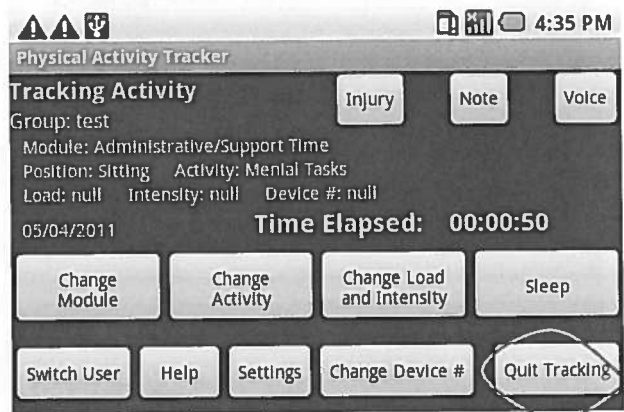 4:35 PM
Physical Activity Tracker
Tracking Activity
Injury Note Voice
Group: test
Module: Administrative/Support Time
Position: Sitting Activity: Menial Tasks
Load: null Intensity: null Device #: null
05/04/2011 Time Elapsed: 00:00:50
Change Module
Change Activity
Change Load and Intensity
Sleep
Switch User Help Settings Change Device # Quit Tracking